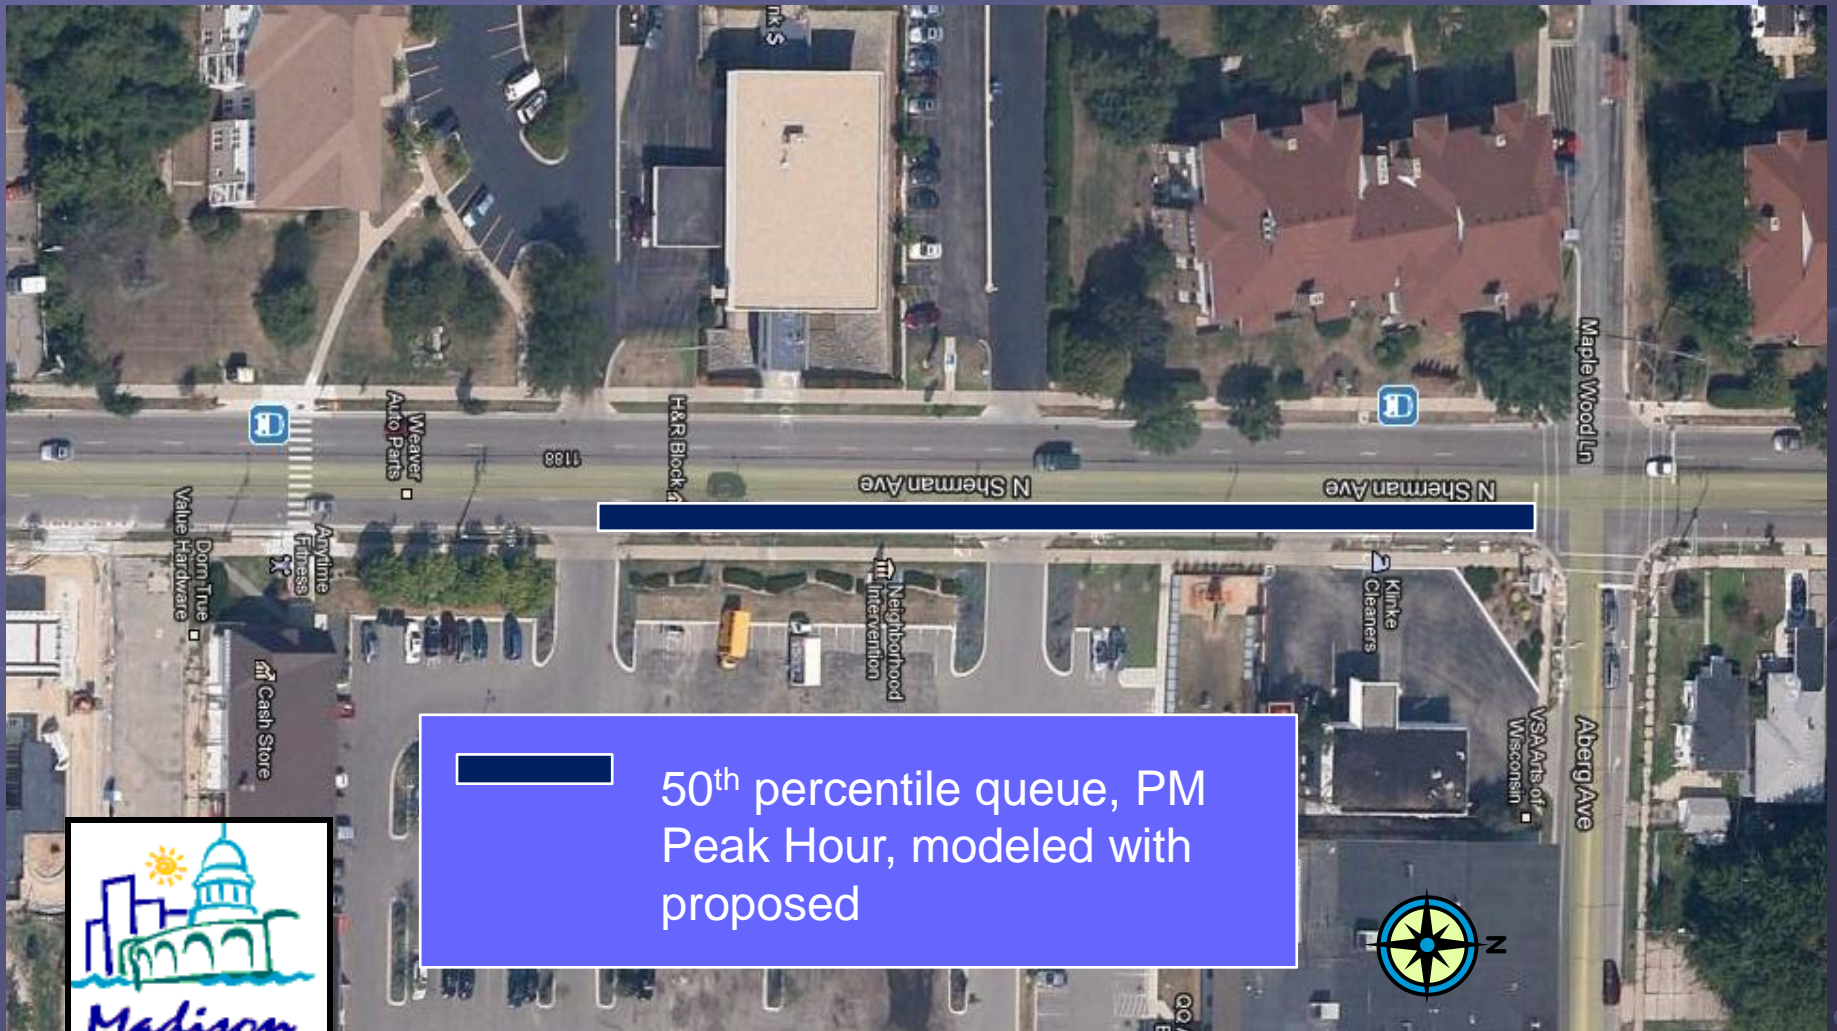 nk $
Maple Wood Ln
Weaver
Auto Parts
H&R Block
1188
N Sherman Ave
N Sherman Ave
Value Hardware
Dorn True
Anytime
Fitness
Neighborhood
Intervention
Klinke
Cleaners
Cash Store
VSA Arts of
Wisconsin
Aberg Ave
50th percentile queue, PM
Peak Hour, modeled with
proposed
N
Madison
QQ